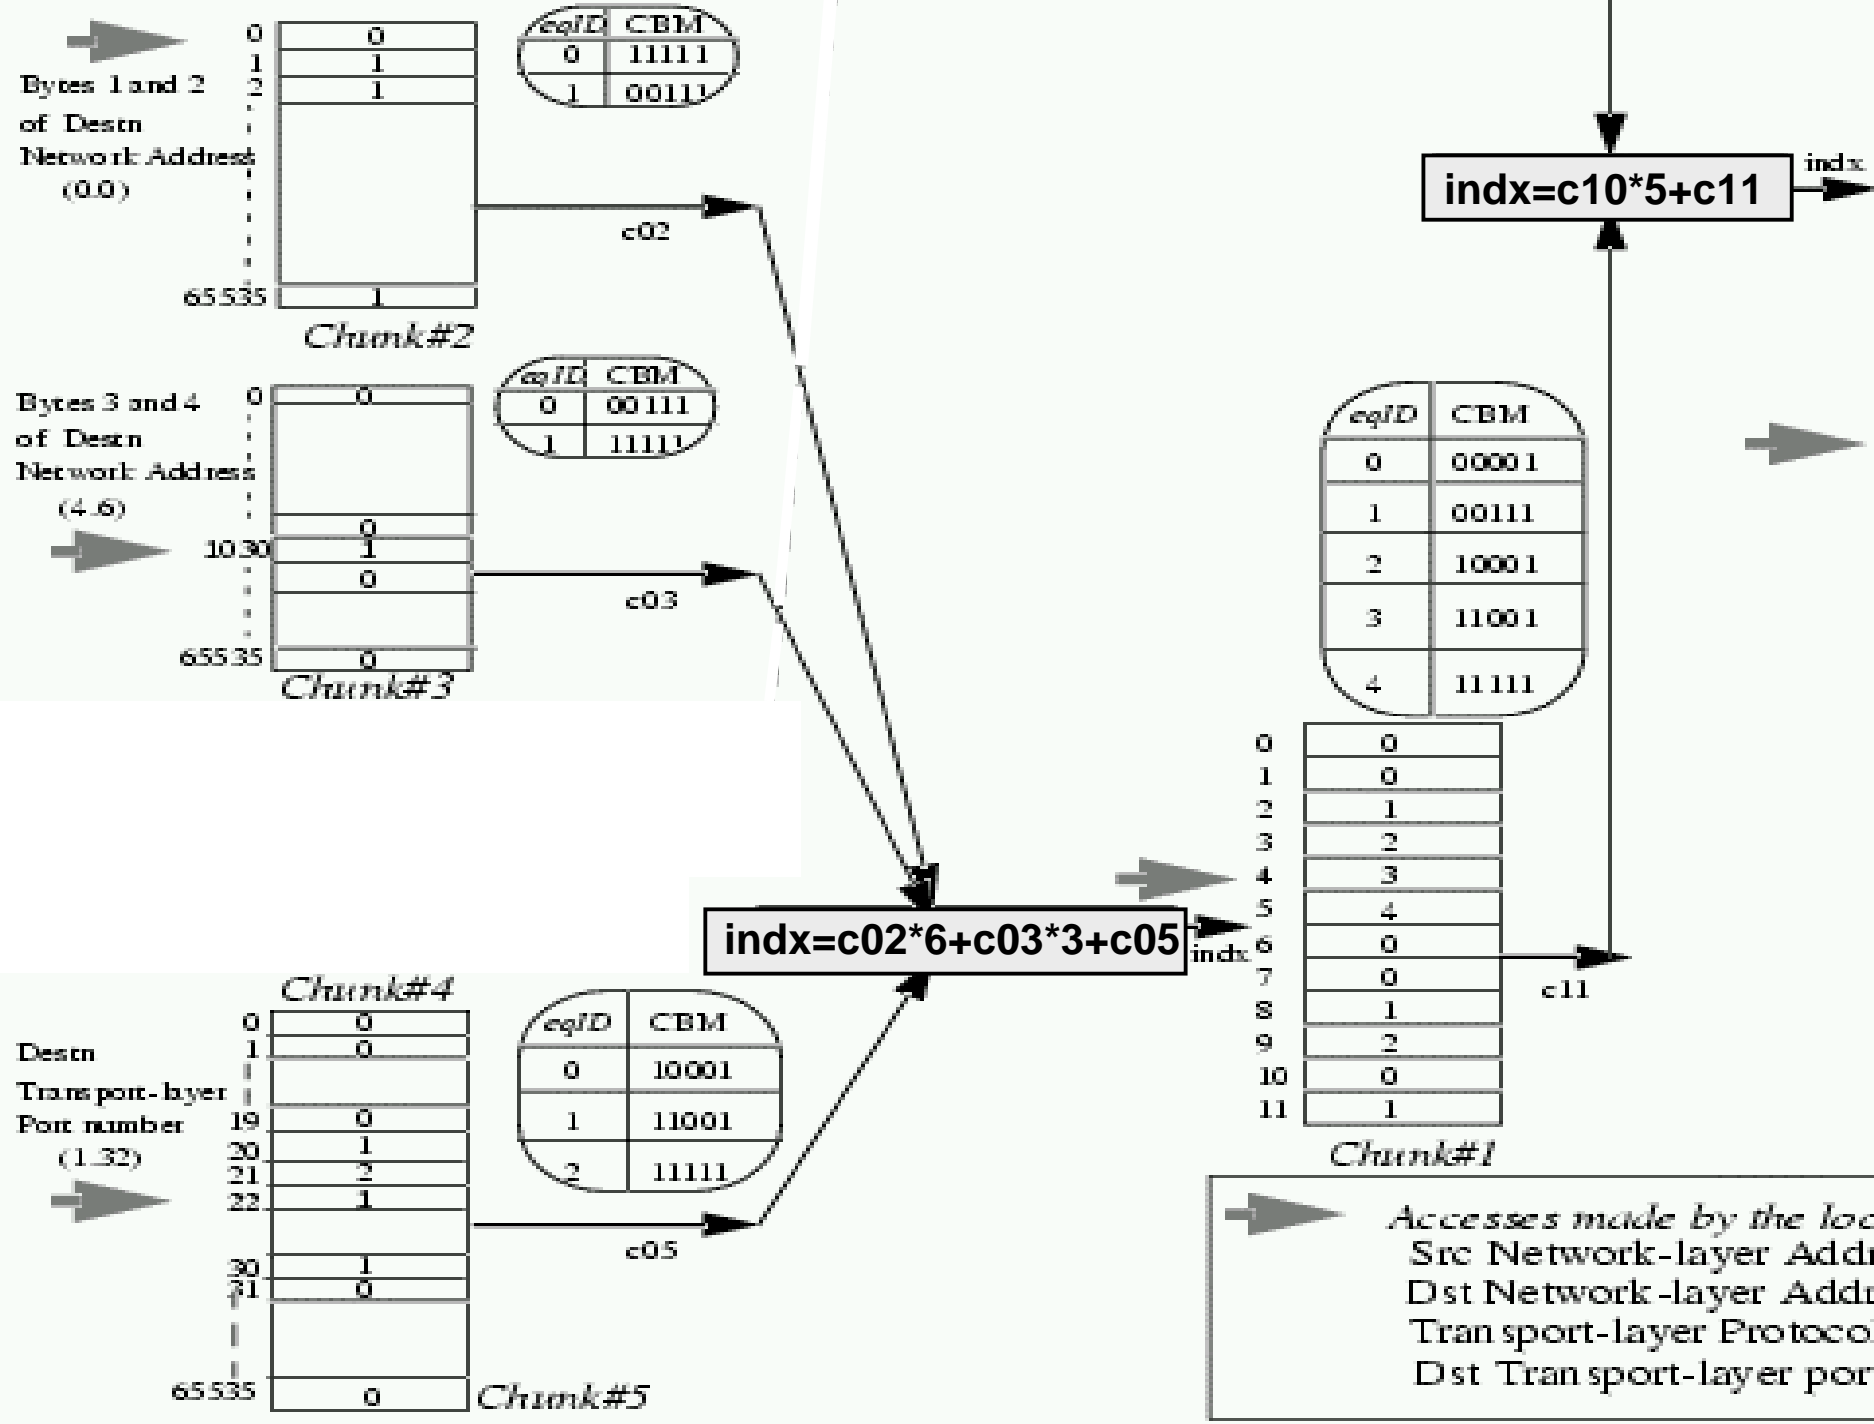 eqID CBM
0 11111
1 00111
0 0
1 1
2 1
Bytes 1 and 2
of Destn
Network Address
(0.0)
65535 1
c02
Chunk#2
indx=c10*5+c11
indx
eqID CBM
0 00111
1 11111
Bytes 3 and 4
of Destn
Network Address
(4.6)
0 0
0
1030 1
0
65535 0
c03
Chunk#3
eqID CBM
0 00001
1 00111
2 10001
3 11001
4 11111
0 0
1 0
2 1
3 2
4 3
5 4
6 0
7 0
8 1
9 2
10 0
11 1
c11
Chunk#1
indx=c02*6+c03*3+c05
indx
Chunk#4
eqID CBM
0 10001
1 11001
2 11111
Destn
Transport-layer
Port number
(1.32)
0 0
1 0
19 0
20 1
21 2
22 1
30 1
31 0
65535 0
c05
Chunk#5
Accesses made by the loo
Src Network-layer Addr
Dst Network-layer Addr
Transport-layer Protocol
Dst Transport-layer por